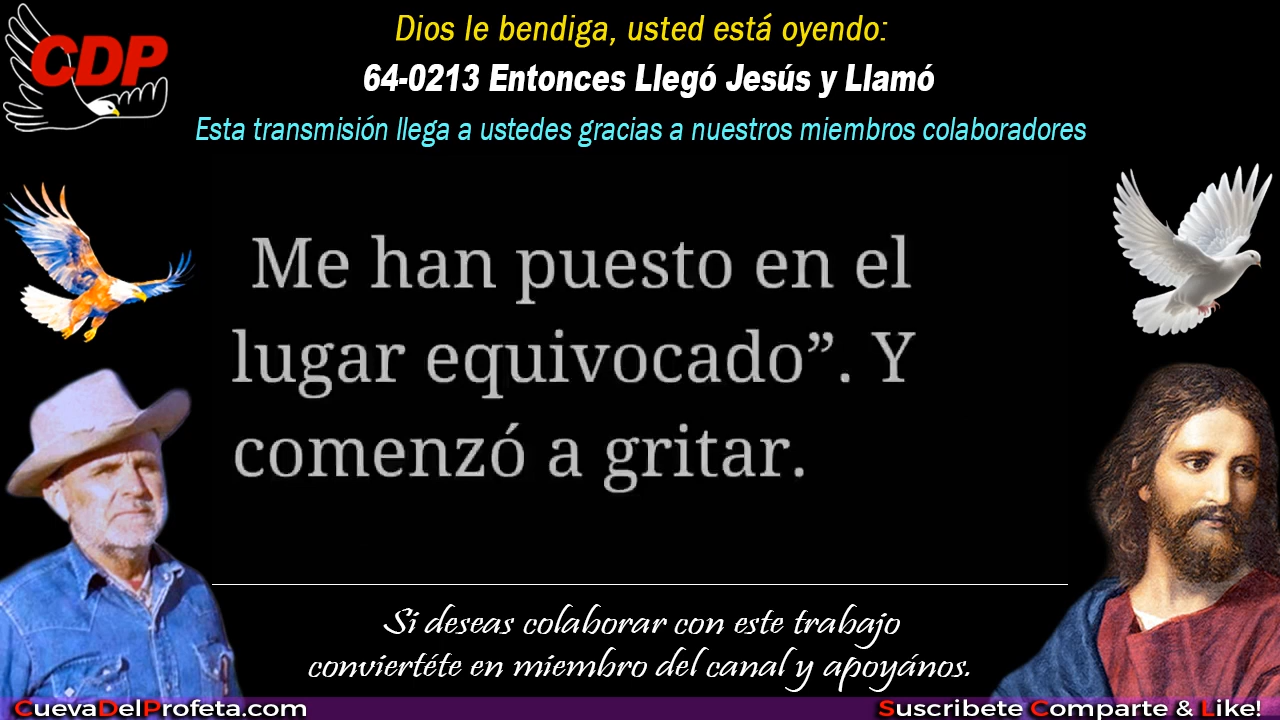 CDP
Dios le bendiga, usted está oyendo:
64-0213 Entonces Llegó Jesús y Llamó
Esta transmisión llega a ustedes gracias a nuestros miembros colaboradores
Me han puesto en el
lugar equivocado”. Y
comenzó a gritar.
Si deseas colaborar con este trabajo
conviertéte en miembro del canal y apoyános.
CuevaDelProfeta.com
Suscribete Comparte & Like!